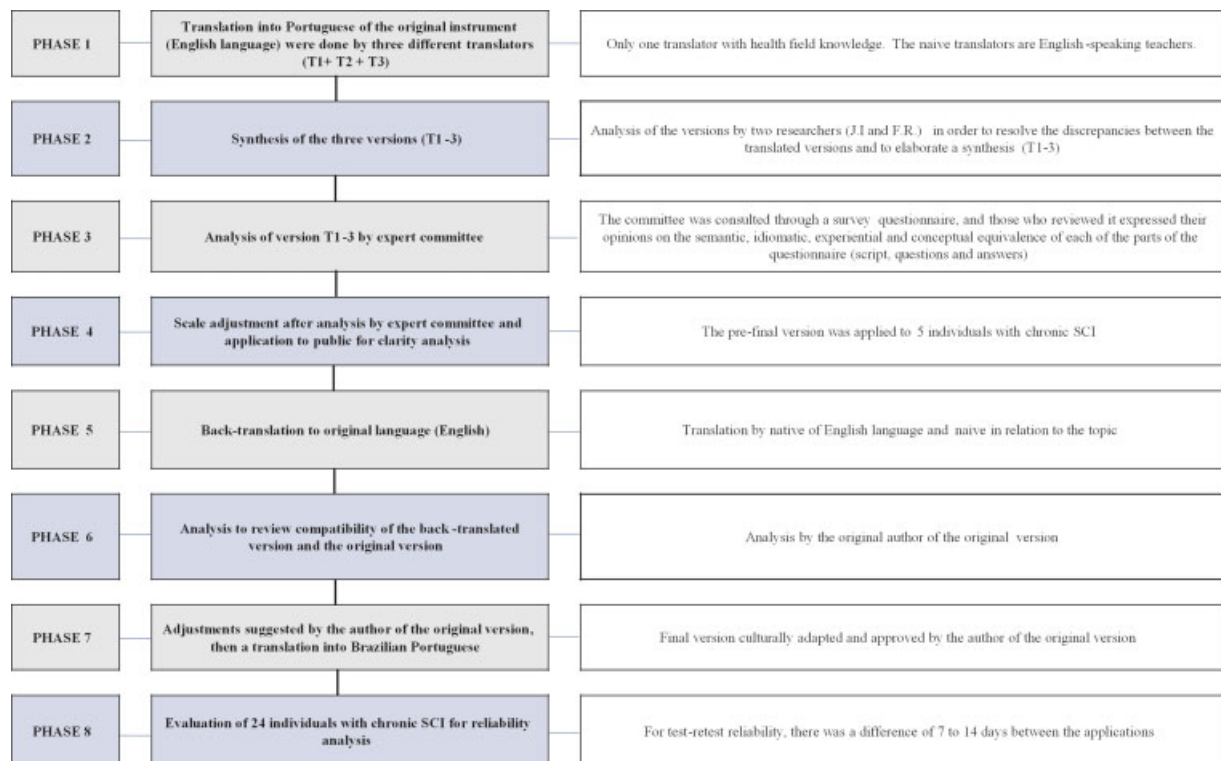 PHASE 1
Translation into Portuguese of the original instrument
(English language) were done by three different translators
(T1+ T2 + T3)
Only one translator with health field knowledge. The naive translators are English-speaking teachers.
PHASE 2
Synthesis of the three versions (T1-3)
Analysis of the versions by two researchers (J.I and F.R.) in order to resolve the discrepancies between the
translated versions and to elaborate a synthesis (T1-3)
PHASE 3
Analysis of version T1-3 by expert committee
The committee was consulted through a survey questionnaire, and those who reviewed it expressed their
opinions on the semantic, idiomatic, experiential and conceptual equivalence of each of the parts of the
questionnaire (script, questions and answers)
PHASE 4
Scale adjustment after analysis by expert committee and
application to public for clarity analysis
The pre-final version was applied to 5 individuals with chronic SCI
PHASE 5
Back-translation to original language (English)
Translation by native of English language and naive in relation to the topic
PHASE 6
Analysis to review compatibility of the back-translated
version and the original version
Analysis by the original author of the original version
PHASE 7
Adjustments suggested by the author of the original version,
then a translation into Brazilian Portuguese
Final version culturally adapted and approved by the author of the original version
PHASE 8
Evaluation of 24 individuals with chronic SCI for reliability
analysis
For test-retest reliability, there was a difference of 7 to 14 days between the applications